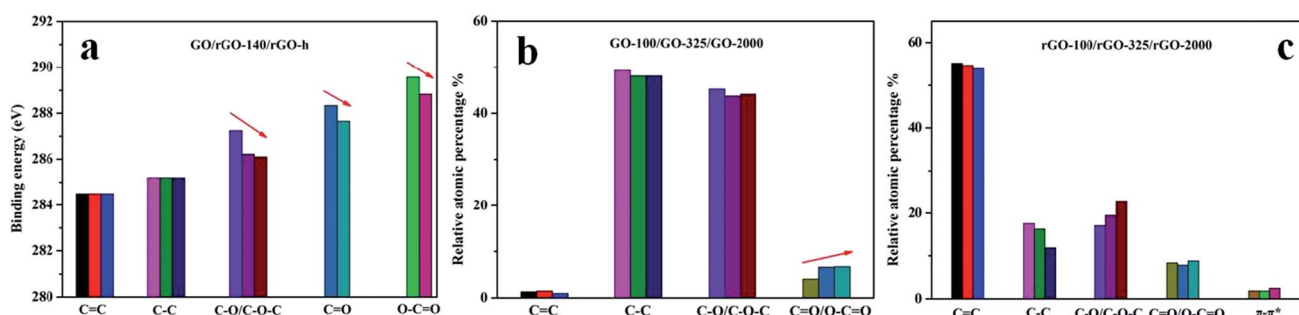 a
GO/rGO-140/rGO-h
Binding energy (eV)
292
290
288
286
284
282
280
C=C
C-C
C-O/C-O-C
C=O
O-C=O
b
GO-100/GO-325/GO-2000
Relative atomic percentage %
60
40
20
0
C=C
C-C
C-O/C-O-C
C=O/O-C=O
c
rGO-100/rGO-325/rGO-2000
Relative atomic percentage %
60
40
20
0
C=C
C-C
C-O/C-O-C
C=O/O-C=O
π-π*